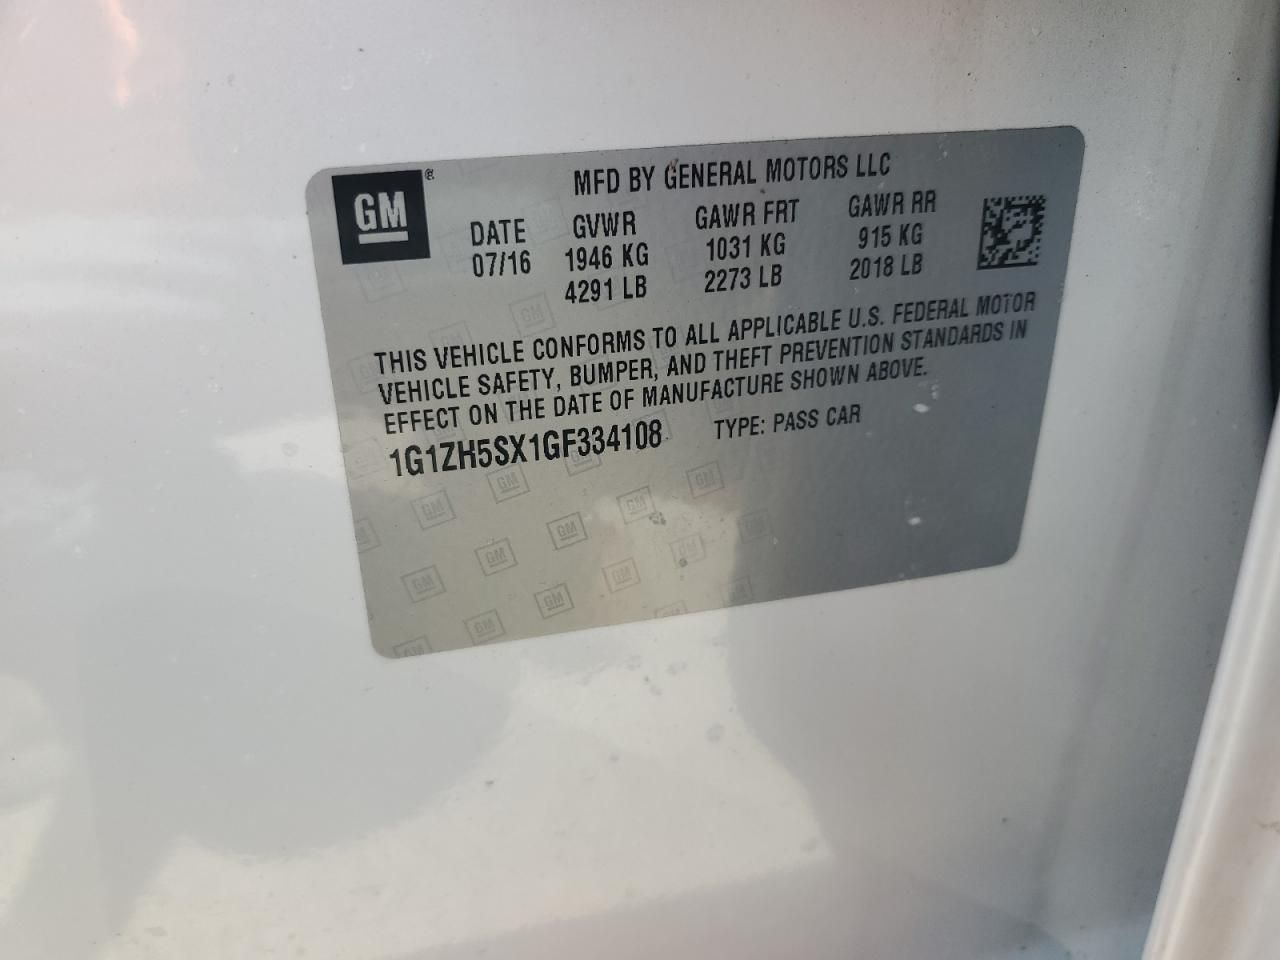 GM®
MFD BY GENERAL MOTORS LLC
DATE GVWR GAWR FRT GAWR RR
07/16 1946 KG 1031 KG 915 KG
4291 LB 2273 LB 2018 LB
THIS VEHICLE CONFORMS TO ALL APPLICABLE U.S. FEDERAL MOTOR
VEHICLE SAFETY, BUMPER, AND THEFT PREVENTION STANDARDS IN
EFFECT ON THE DATE OF MANUFACTURE SHOWN ABOVE.
1G1ZH5SX1GF334108 TYPE: PASS CAR